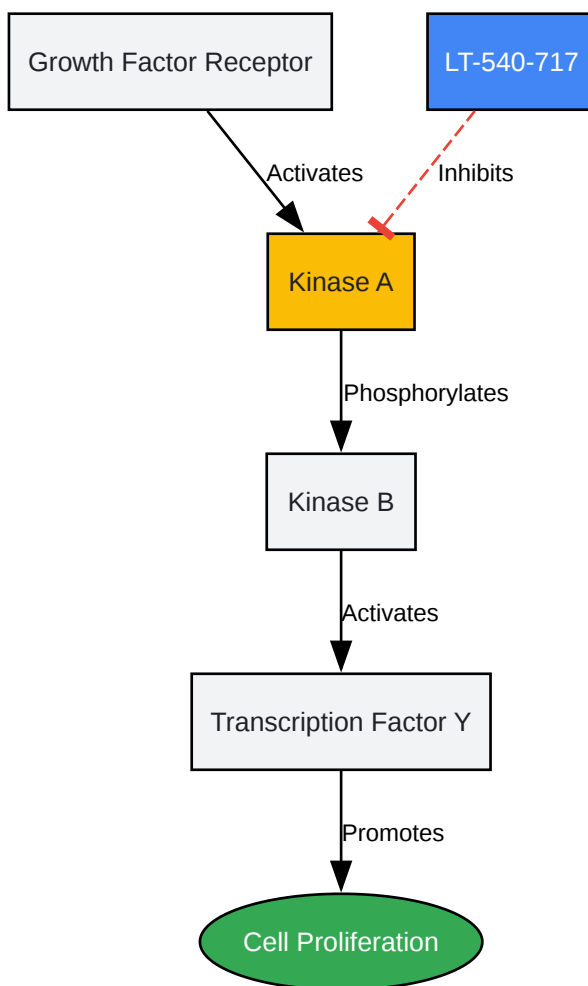 Growth Factor Receptor
LT-540-717
Activates
Inhibits
Kinase A
Phosphorylates
Kinase B
Activates
Transcription Factor Y
Promotes
Cell Proliferation